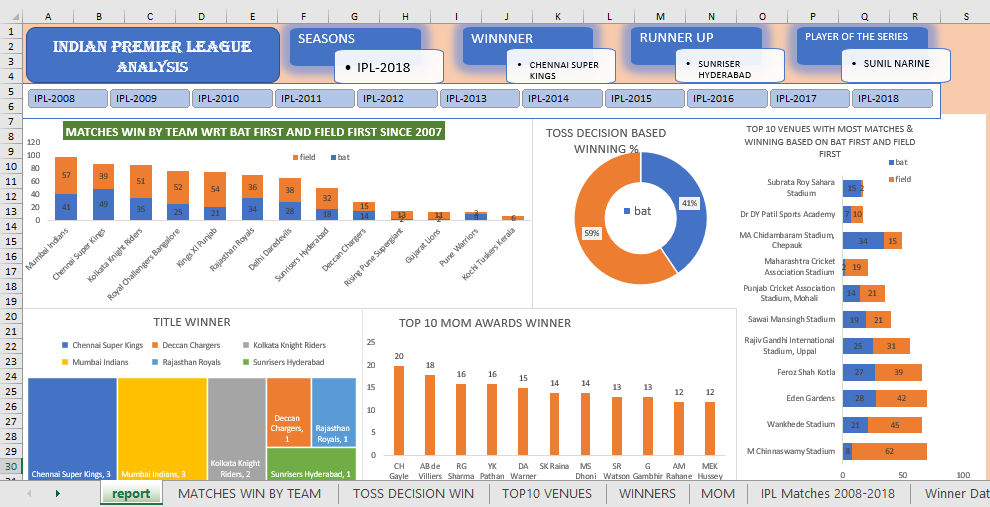 A B C D E F G H I J K L M N O P Q R S
1
2
3
4
5
6
7
8
9
10
11
12
13
14
15
16
17
18
19
20
21
22
23
24
25
26
27
28
29
30
INDIAN PREMIER LEAGUE
ANALYSIS
SEASONS
• IPL-2018
WINNNER
• CHENNAI SUPER
KINGS
RUNNER UP
• SUNRISER
HYDERABAD
PLAYER OF THE SERIES
• SUNIL NARINE
IPL-2008 IPL-2009 IPL-2010 IPL-2011 IPL-2012 IPL-2013 IPL-2014 IPL-2015 IPL-2016 IPL-2017 IPL-2018
MATCHES WIN BY TEAM WRT BAT FIRST AND FIELD FIRST SINCE 2007
field bat
120
100
80
60
40
20
0
57 39 51 52 54 36 38 32 15 13 11 3 6
41 49 35 25 21 34 28 18 14 2 2
Mumbai Indians
Chennai Super Kings
Kolkata Knight Riders
Royal Challengers Bangalore
Kings XI Punjab
Rajasthan Royals
Delhi Daredevils
Sunrisers Hyderabad
Deccan Chargers
Rising Pune Supergiant
Gujarat Lions
Pune Warriors
Kochi Tuskers Kerala
TOSS DECISION BASED
WINNING %
41%
bat
59%
TOP 10 VENUES WITH MOST MATCHES &
WINNING BASED ON BAT FIRST AND FIELD
FIRST
bat
field
Subrata Roy Sahara
Stadium
15 2
Dr DY Patil Sports Academy
7 10
MA Chidambaram Stadium,
Chepauk
34 15
Maharashtra Cricket
Association Stadium
2 19
Punjab Cricket Association
Stadium, Mohali
14 21
Sawai Mansingh Stadium
19 21
Rajiv Gandhi International
Stadium, Uppal
25 31
Feroz Shah Kotla
27 39
Eden Gardens
28 42
Wankhede Stadium
21 45
M Chinnaswamy Stadium
8 62
0 50 100
TITLE WINNER
Chennai Super Kings Deccan Chargers Kolkata Knight Riders
Mumbai Indians Rajasthan Royals Sunrisers Hyderabad
Chennai Super Kings, 3
Mumbai Indians, 3
Kolkata Knight
Riders, 2
Deccan
Chargers,
1
Rajasthan
Royals, 1
Sunrisers Hyderabad, 1
TOP 10 MOM AWARDS WINNER
25
20
15
10
5
0
20 18 16 16 15 14 14 13 13 12 12
CH AB de RG YK DA SK Raina MS SR G AM MEK
Gayle Villiers Sharma Pathan Warner Dhoni Watson Gambhir Rahane Hussey
report MATCHES WIN BY TEAM TOSS DECISION WIN TOP10 VENUES WINNERS MOM IPL Matches 2008-2018 Winner Dat